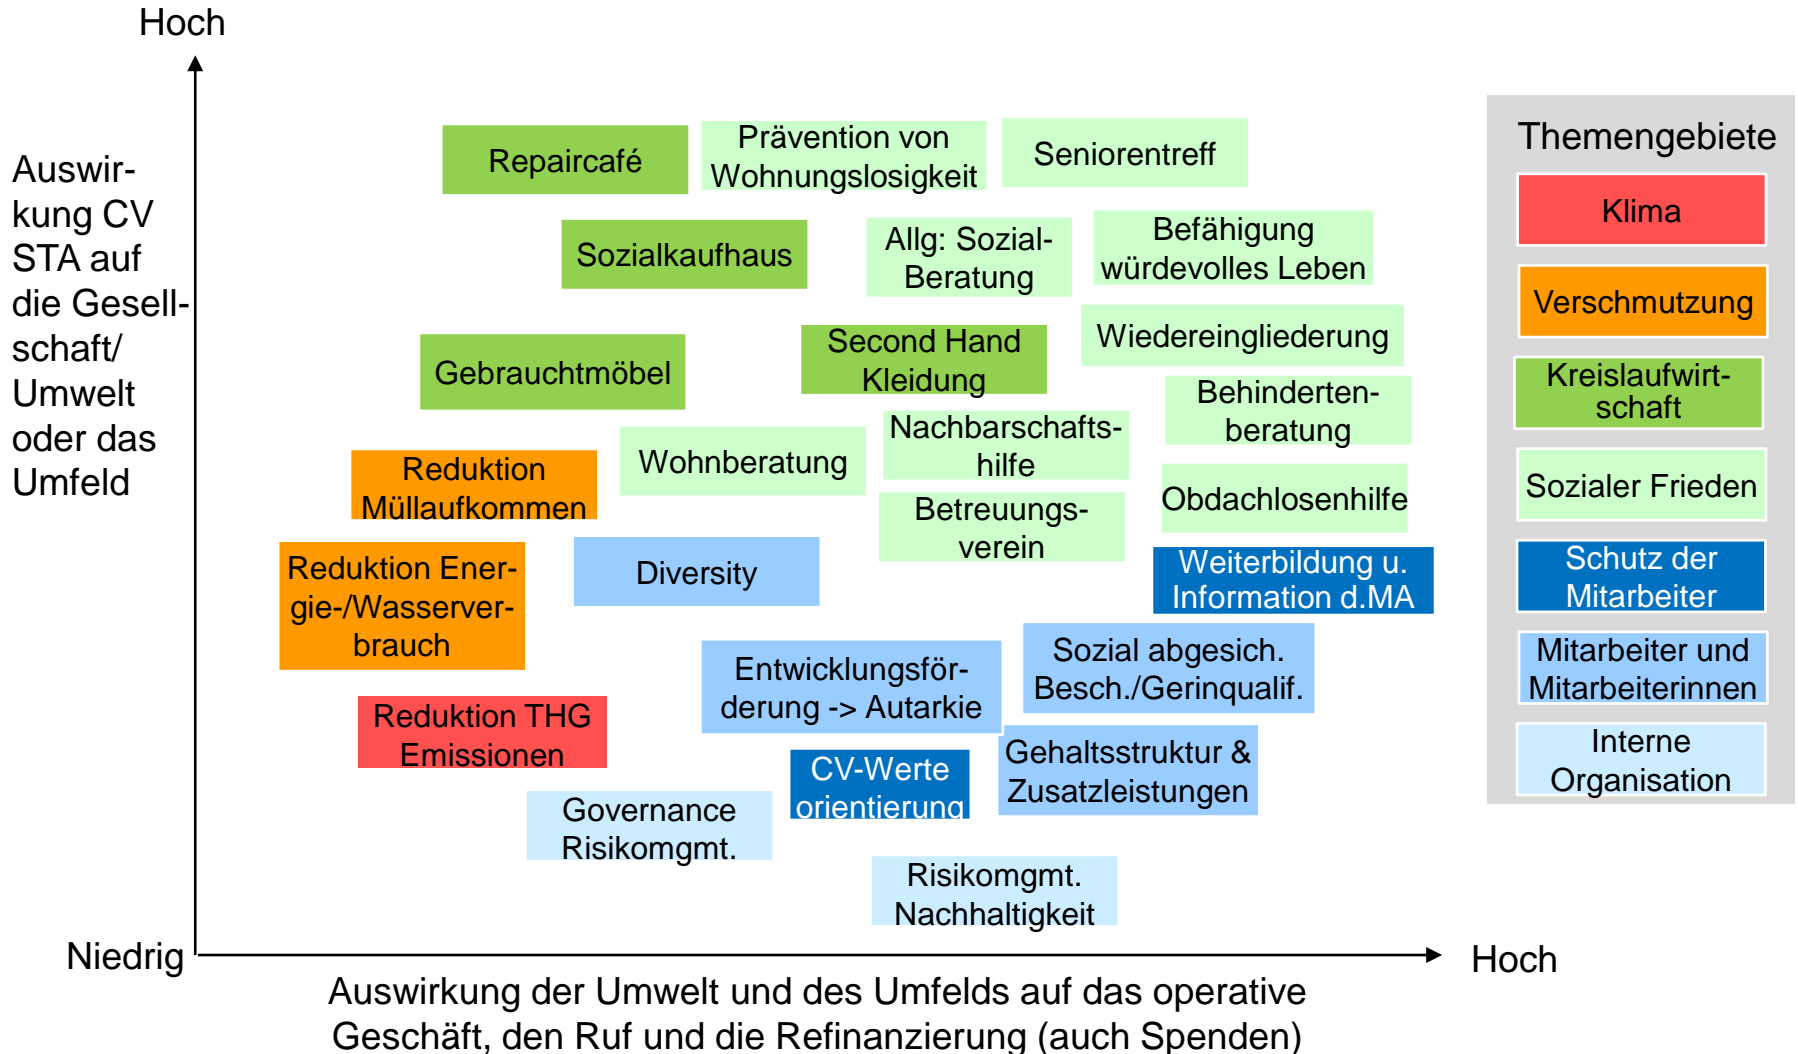 Hoch
Auswir-
kung CV
STA auf
die Gesell-
schaft/
Umwelt
oder das
Umfeld
Repaircafé
Prävention von
Wohnungslosigkeit
Seniorentreff
Sozialkaufhaus
Allg: Sozial-
Beratung
Befähigung
würdevolles Leben
Gebrauchtmöbel
Second Hand
Kleidung
Wiedereingliederung
Behinderten-
beratung
Reduktion
Müllaufkommen
Wohnberatung
Nachbarschafts-
hilfe
Obdachlosenhilfe
Betreuungs-
verein
Reduktion Ener-
gie-/Wasserver-
brauch
Diversity
Weiterbildung u.
Information d.MA
Entwicklungsför-
derung -> Autarkie
Sozial abgesich.
Besch./Gerinqualif.
Reduktion THG
Emissionen
CV-Werte
orientierung
Gehaltsstruktur &
Zusatzleistungen
Governance
Risikomgmt.
Risikomgmt.
Nachhaltigkeit
Niedrig
Hoch
Auswirkung der Umwelt und des Umfelds auf das operative
Geschäft, den Ruf und die Refinanzierung (auch Spenden)
Themengebiete
Klima
Verschmutzung
Kreislaufwirt-
schaft
Sozialer Frieden
Schutz der
Mitarbeiter
Mitarbeiter und
Mitarbeiterinnen
Interne
Organisation